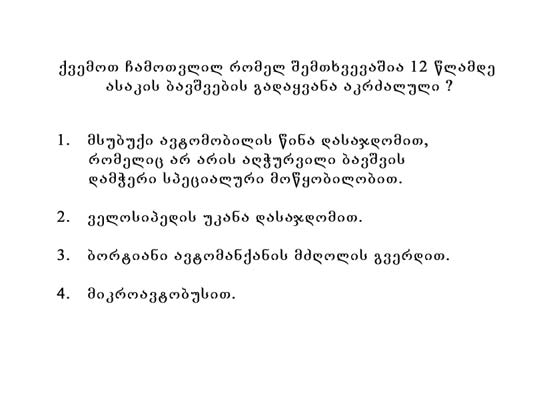 ქვემოთ ჩამოთვლილ რომელ შემთხვევაშია 12 წლამდე
ასაკის ბავშვების გადაყვანა აკრძალული ?
1. მსუბუქი ავტომობილის წინა დასაჯდომით,
რომელიც არ არის აღჭურვილი ბავშვის
დამჭერი სპეციალური მოწყობილობით.
2. ველოსიპედის უკანა დასაჯდომით.
3. ბორტიანი ავტომანქანის მძღოლის გვერდით.
4. მიკროავტობუსით.